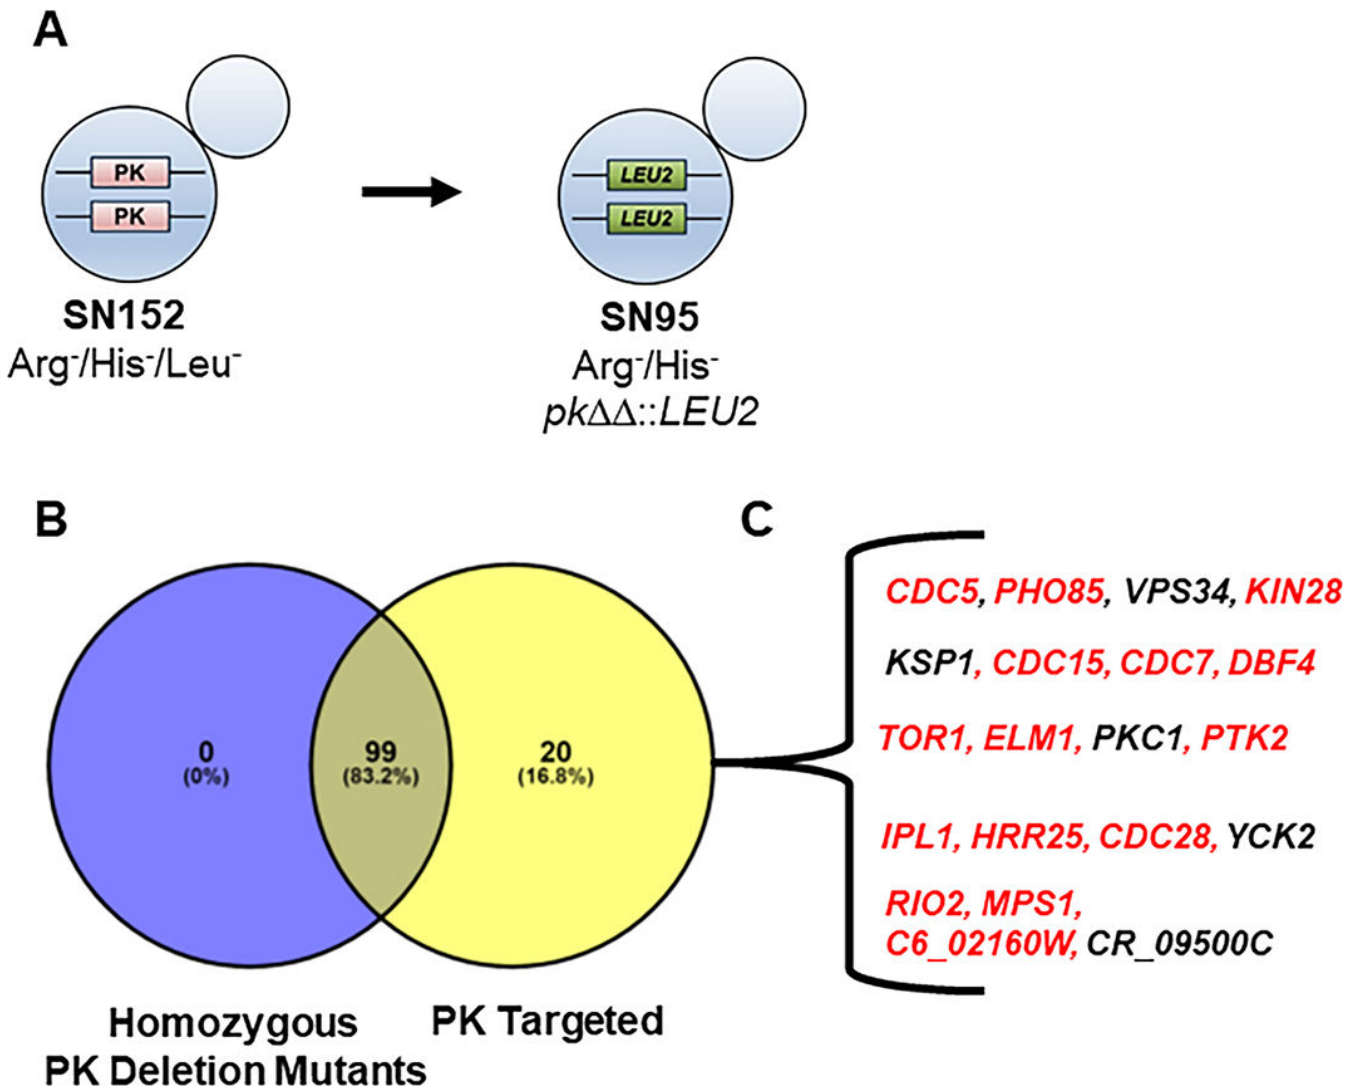 A
PK
PK
LEU2
LEU2
SN152
Arg⁻/His⁻/Leu⁻
SN95
Arg⁻/His⁻
pkΔΔ::LEU2
B
0
(0%)
99
(83.2%)
20
(16.8%)
Homozygous
PK Deletion Mutants
PK Targeted
C
CDC5, PHO85, VPS34, KIN28
KSP1, CDC15, CDC7, DBF4
TOR1, ELM1, PKC1, PTK2
IPL1, HRR25, CDC28, YCK2
RIO2, MPS1,
C6_02160W, CR_09500C